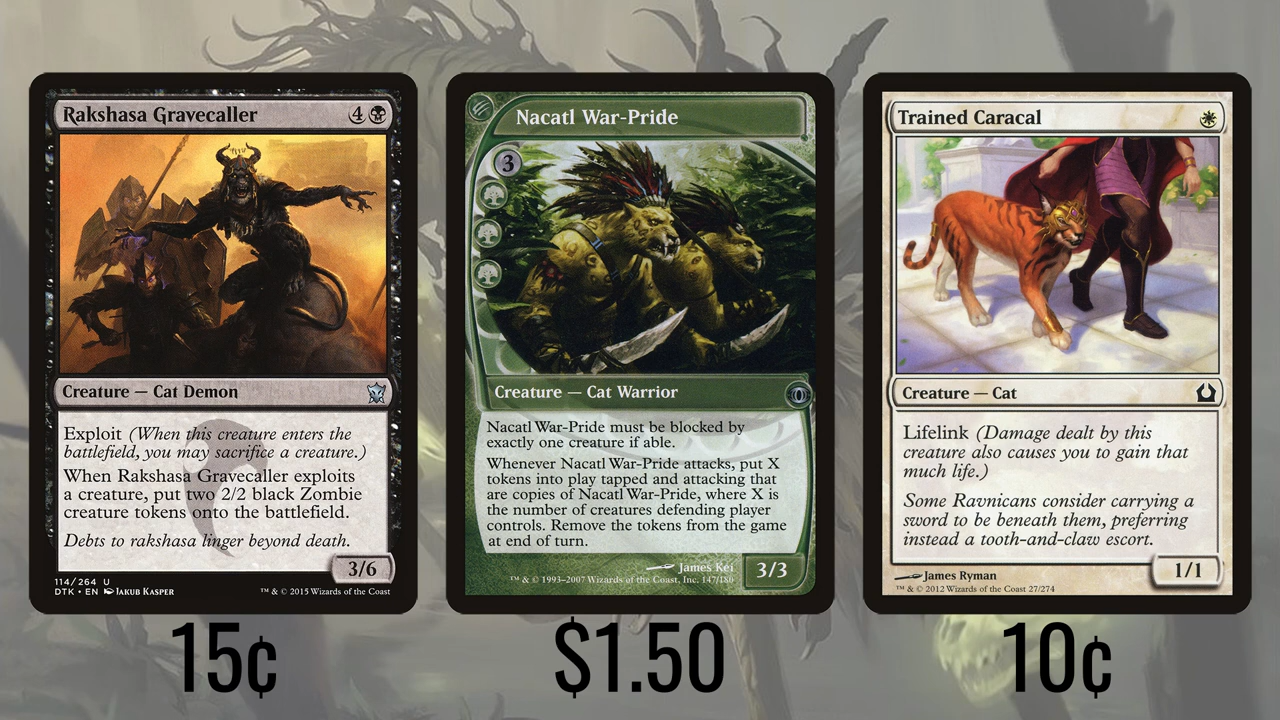 Rakshasa Gravecaller 4
Creature — Cat Demon
Exploit (When this creature enters the
battlefield, you may sacrifice a creature.)
When Rakshasa Gravecaller exploits
a creature, put two 2/2 black Zombie
creature tokens onto the battlefield.
Debts to rakshasa linger beyond death.
3/6
114/264 U
DTK • EN Jakub Kasper
™ & © 2015 Wizards of the Coast
15¢
Nacatl War-Pride
3
Creature — Cat Warrior
Nacatl War-Pride must be blocked by
exactly one creature if able.
Whenever Nacatl War-Pride attacks, put X
tokens into play tapped and attacking that
are copies of Nacatl War-Pride, where X is
the number of creatures defending player
controls. Remove the tokens from the game
at end of turn.
James Kei
™ & © 1993–2007 Wizards of the Coast, Inc. 147/180
3/3
$1.50
Trained Caracal
Creature — Cat
Lifelink (Damage dealt by this
creature also causes you to gain that
much life.)
Some Ravnicans consider carrying a
sword to be beneath them, preferring
instead a tooth-and-claw escort.
James Ryman
1/1
™ & © 2012 Wizards of the Coast 27/274
10¢